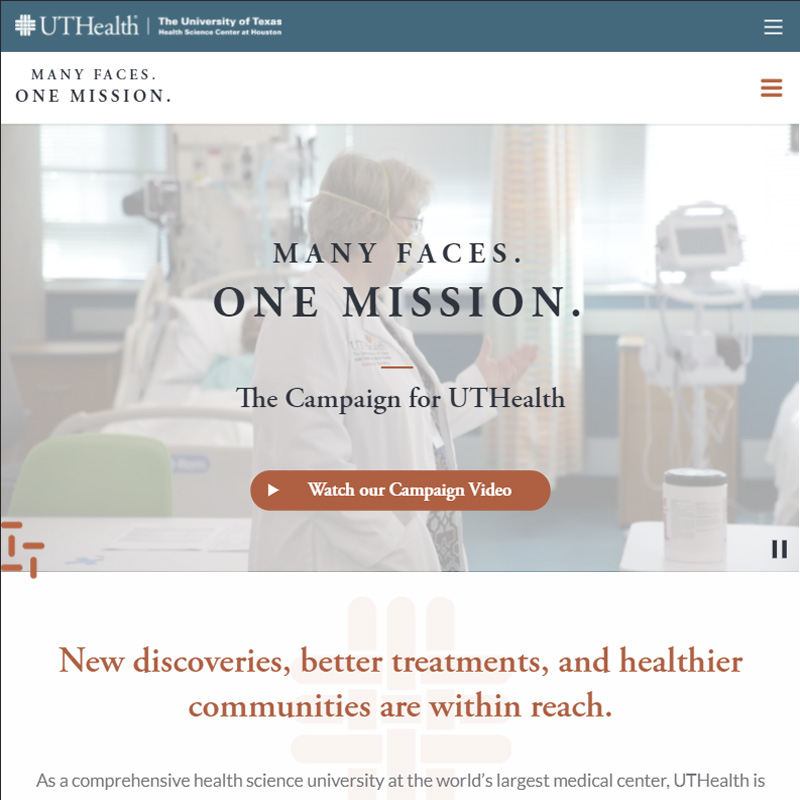 UTHealth
The University of Texas
Health Science Center at Houston
MANY FACES.
ONE MISSION.
MANY FACES.
ONE MISSION.
The Campaign for UTHealth
Watch our Campaign Video
New discoveries, better treatments, and healthier
communities are within reach.
As a comprehensive health science university at the world's largest medical center, UTHealth is